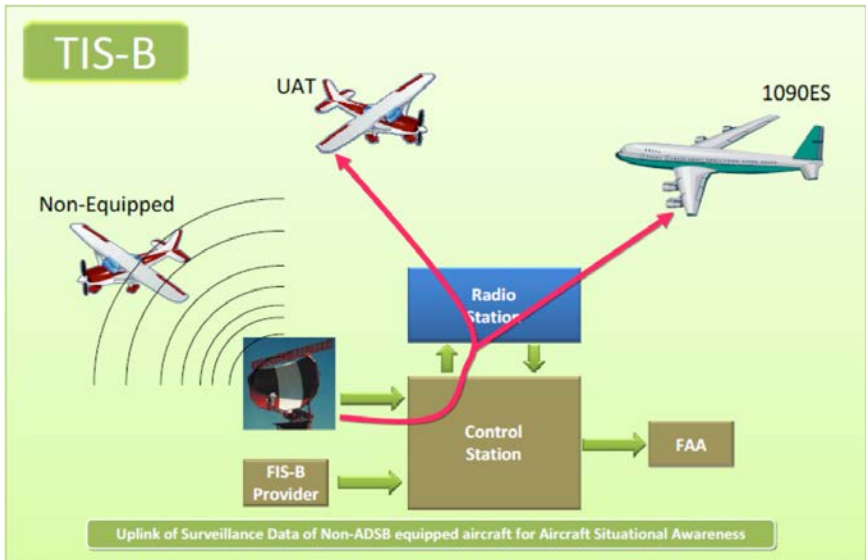 TIS-B
UAT
1090ES
Non-Equipped
Radio
Station
Control
Station
FAA
FIS-B
Provider
Uplink of Surveillance Data of Non-ADSB equipped aircraft for Aircraft Situational Awareness